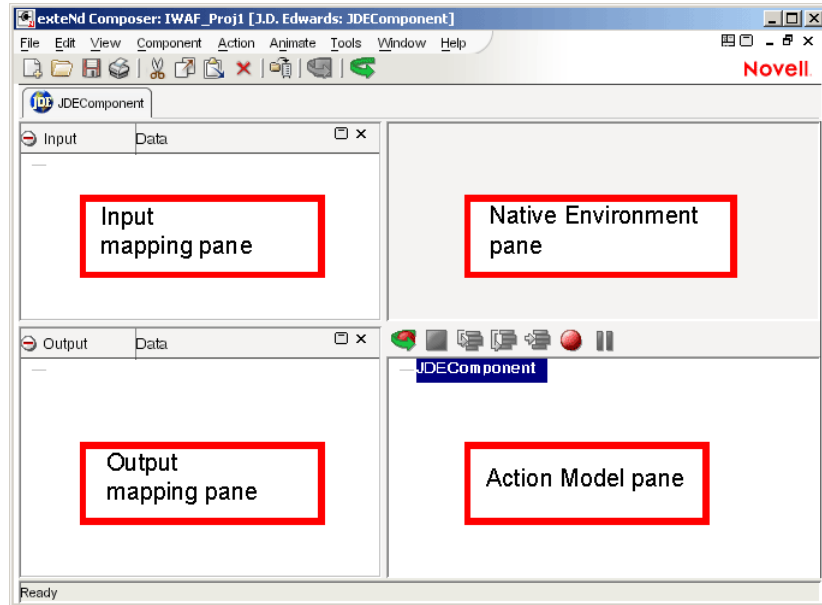 exteNd Composer: IWAF_Proj1 [J.D. Edwards: JDEComponent]
File Edit View Component Action Animate Tools Window Help
Novell.
JDE JDEComponent
Input Data
Input
mapping pane
Native Environment
pane
Output Data
JDEComponent
Output
mapping pane
Action Model pane
Ready